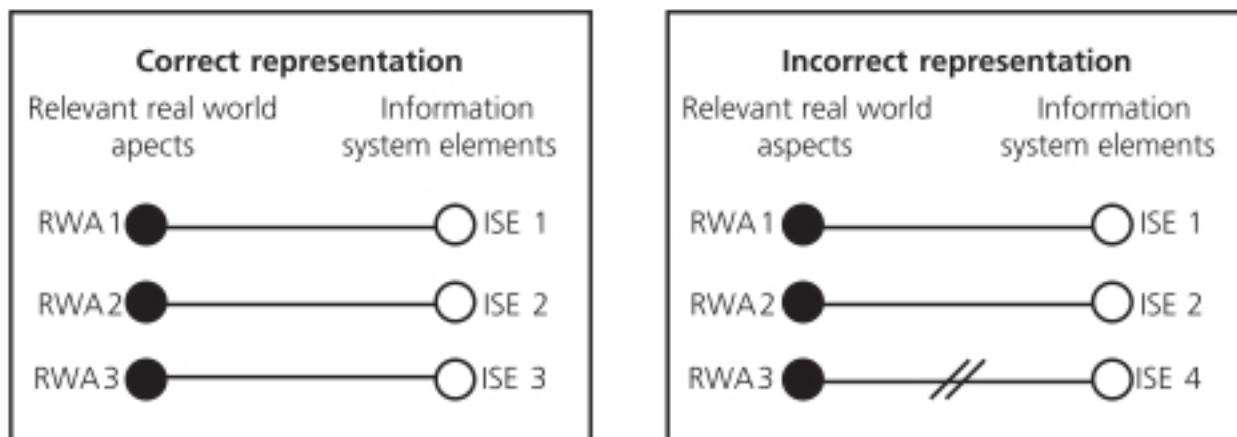 Correct representation
Relevant real world
apects
Information
system elements
RWA 1 ISE 1
RWA 2 ISE 2
RWA 3 ISE 3
Incorrect representation
Relevant real world
aspects
Information
system elements
RWA 1 ISE 1
RWA 2 ISE 2
RWA 3 ISE 4